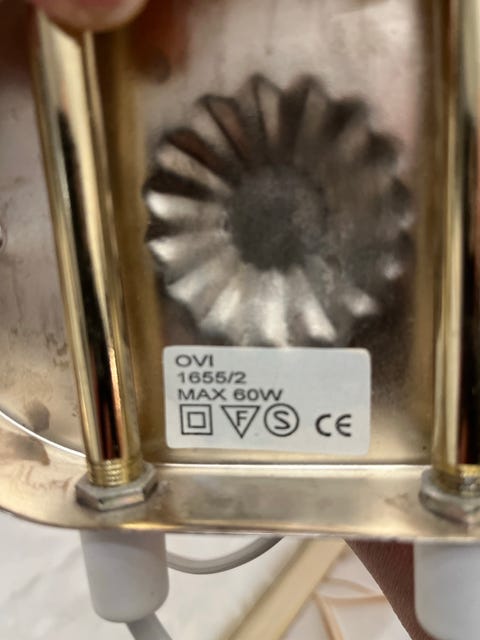 OVI
1655/2
MAX 60W
F S CE